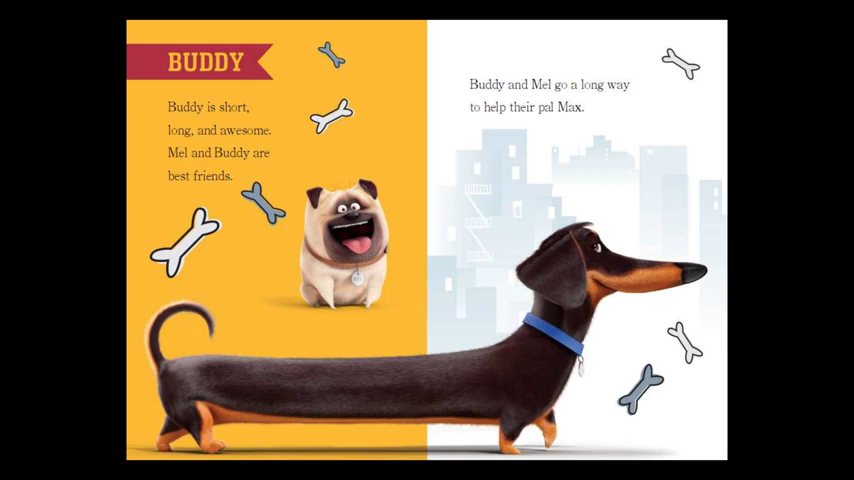 BUDDY
Buddy is short,
long, and awesome.
Mel and Buddy are
best friends.
Buddy and Mel go a long way
to help their pal Max.